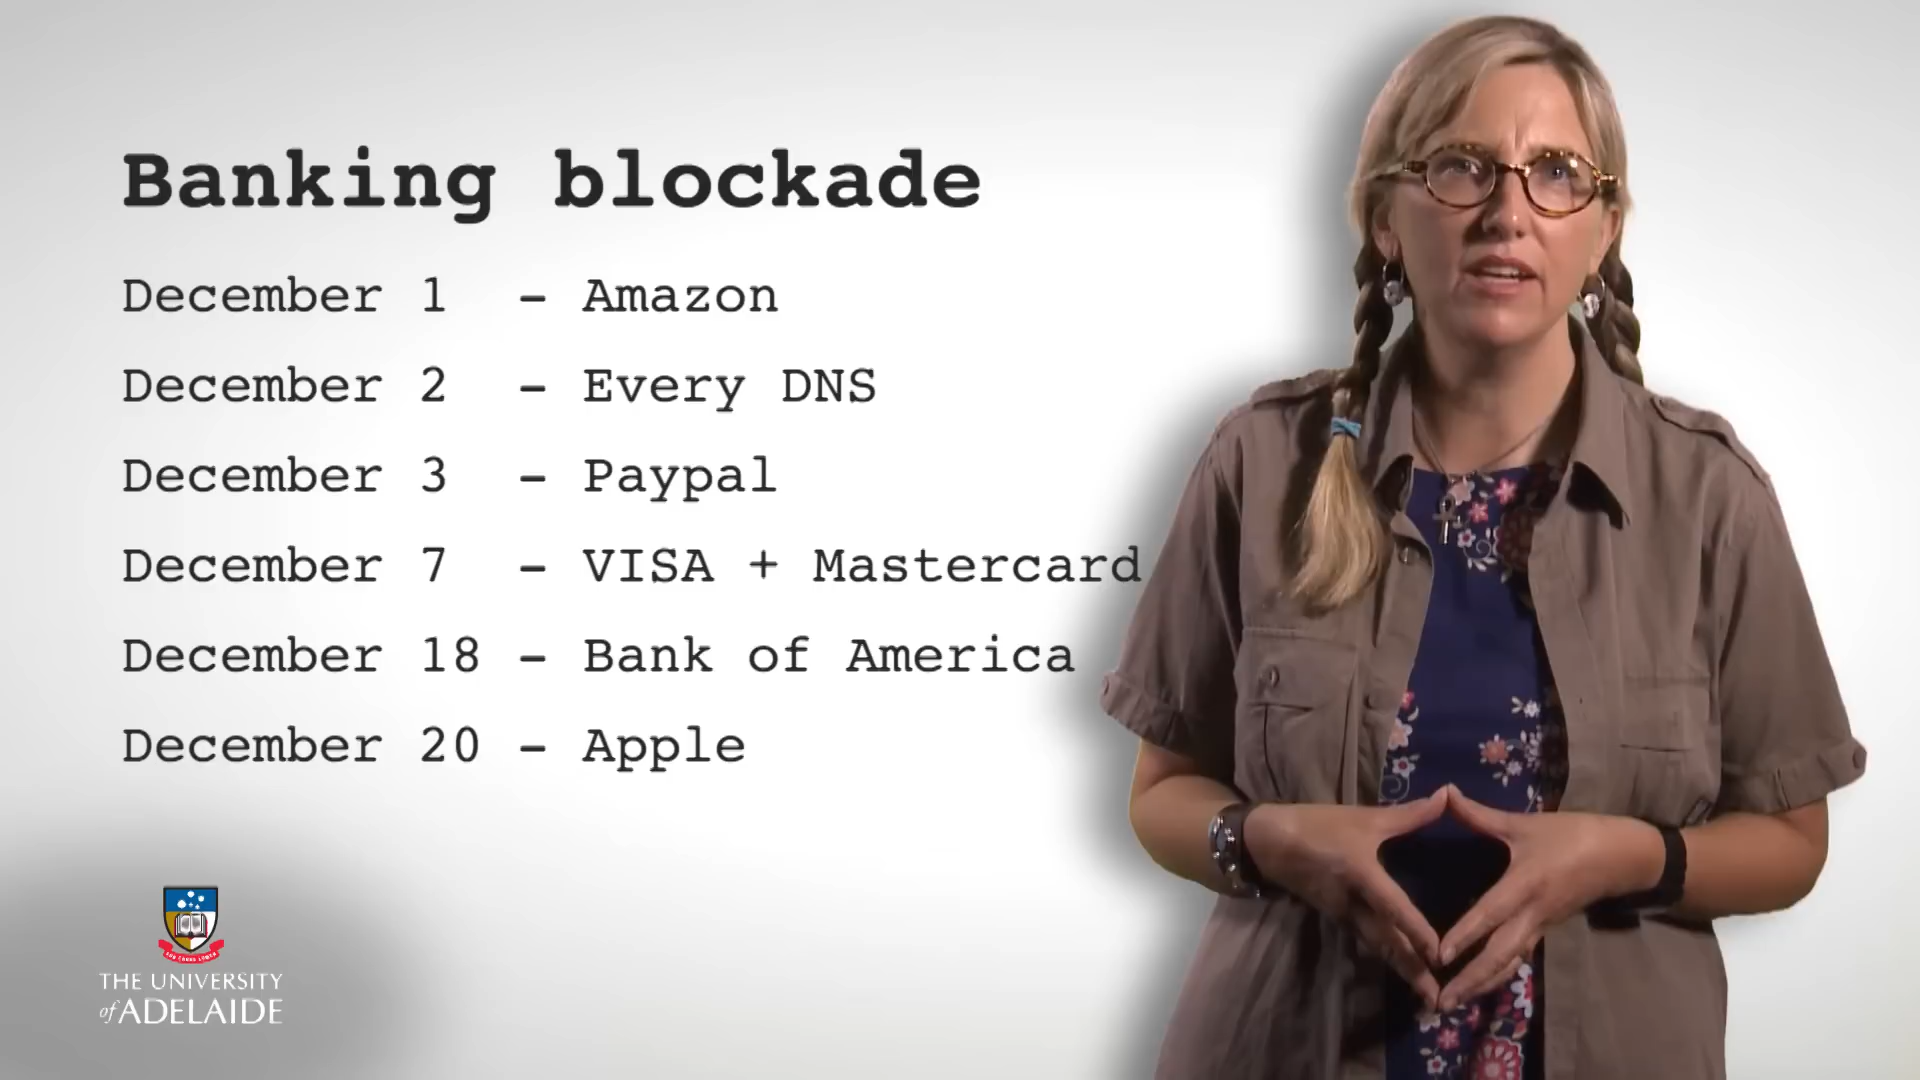 Banking blockade
December 1 - Amazon
December 2 - Every DNS
December 3 - Paypal
December 7 - VISA + Mastercard
December 18 - Bank of America
December 20 - Apple
THE UNIVERSITY
of ADELAIDE